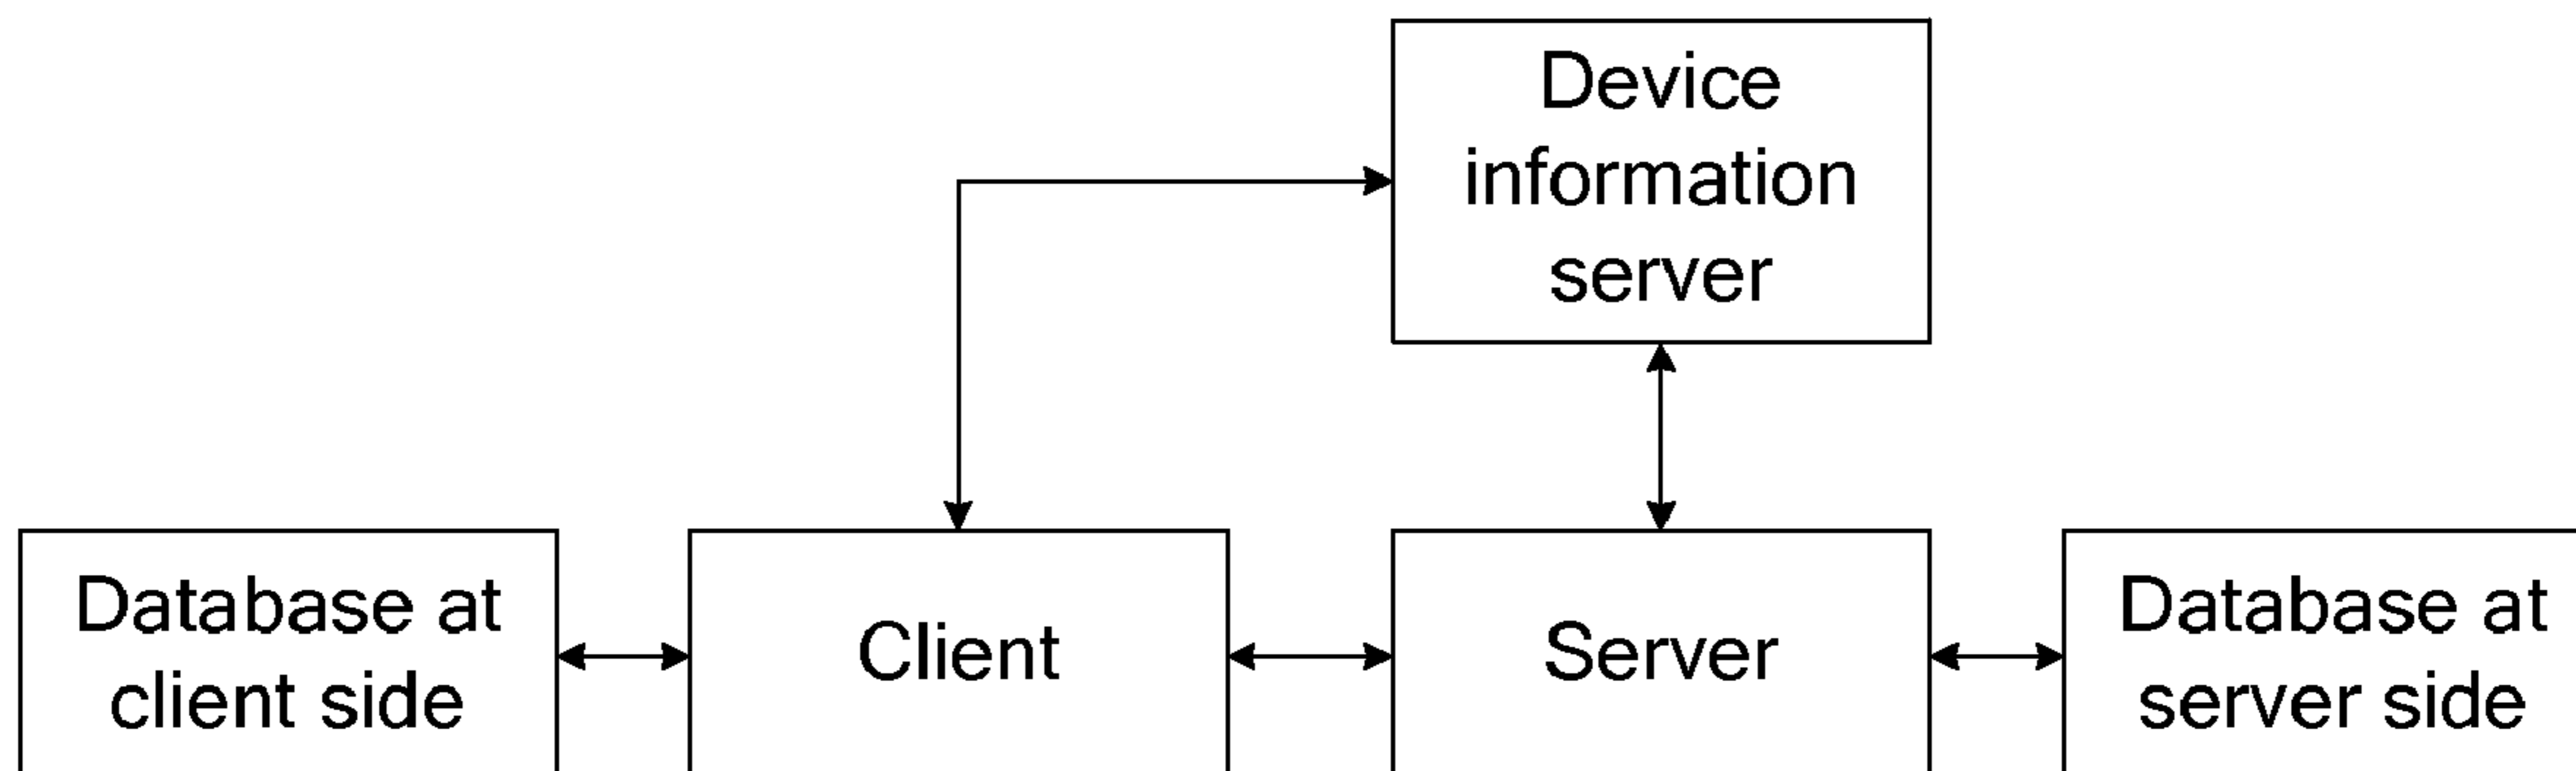 Device
information
server
Database at
client side
Client
Server
Database at
server side